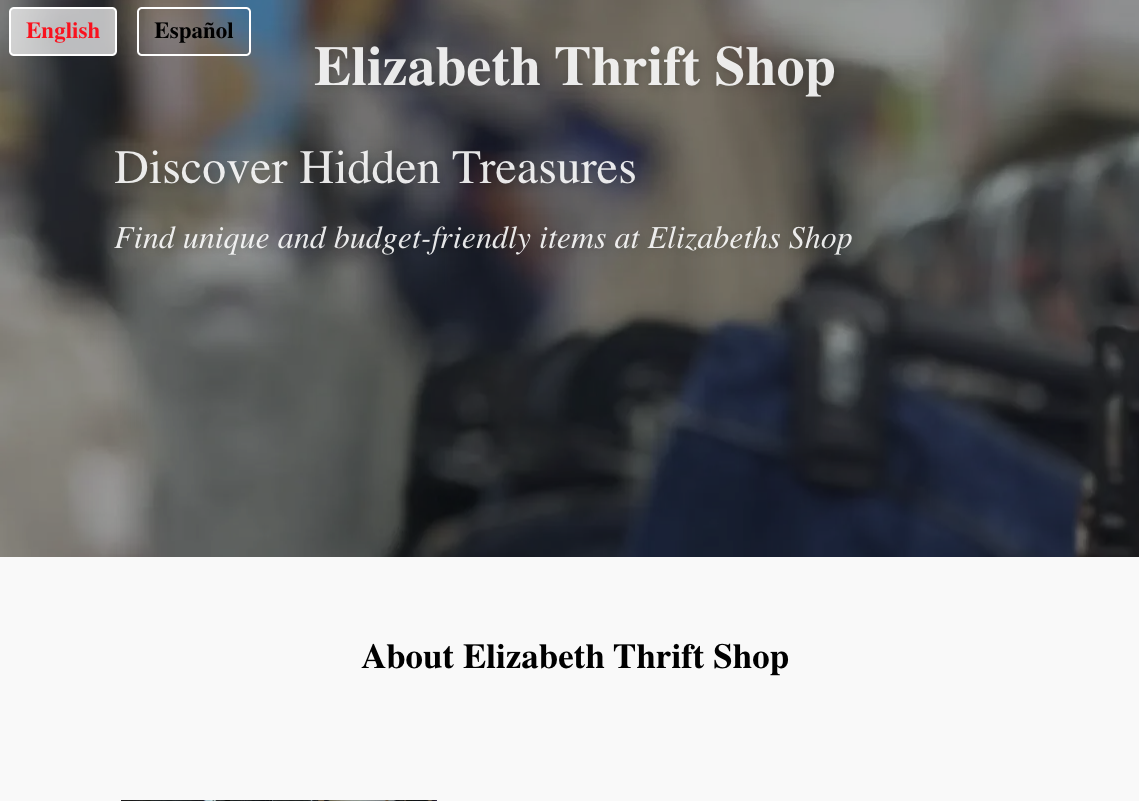 English
Español
Elizabeth Thrift Shop
Discover Hidden Treasures
Find unique and budget-friendly items at Elizabeths Shop
About Elizabeth Thrift Shop